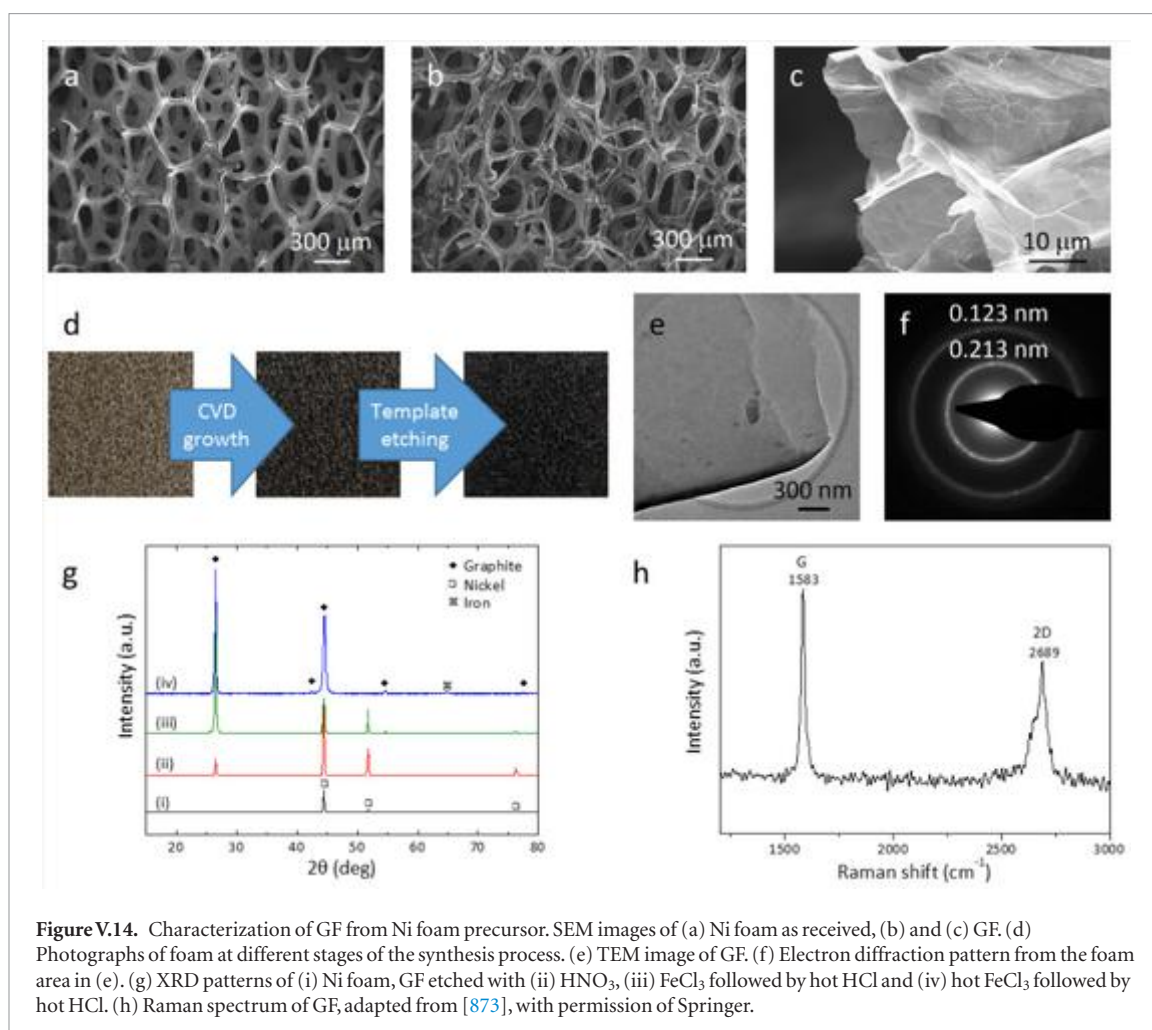 a
b
c
300 μm
300 μm
10 μm
d
CVD
growth
Template
etching
e
300 nm
f
0.123 nm
0.213 nm
g
Intensity (a.u.)
◆ Graphite
□ Nickel
⊠ Iron
(iv)
(iii)
(ii)
(i)
20 30 40 50 60 70 80
2θ (deg)
h
Intensity (a.u.)
G
1583
2D
2689
1500 2000 2500 3000
Raman shift (cm⁻¹)
Figure V.14. Characterization of GF from Ni foam precursor. SEM images of (a) Ni foam as received, (b) and (c) GF. (d)
Photographs of foam at different stages of the synthesis process. (e) TEM image of GF. (f) Electron diffraction pattern from the foam
area in (e). (g) XRD patterns of (i) Ni foam, GF etched with (ii) HNO₃, (iii) FeCl₃ followed by hot HCl and (iv) hot FeCl₃ followed by
hot HCl. (h) Raman spectrum of GF, adapted from [873], with permission of Springer.